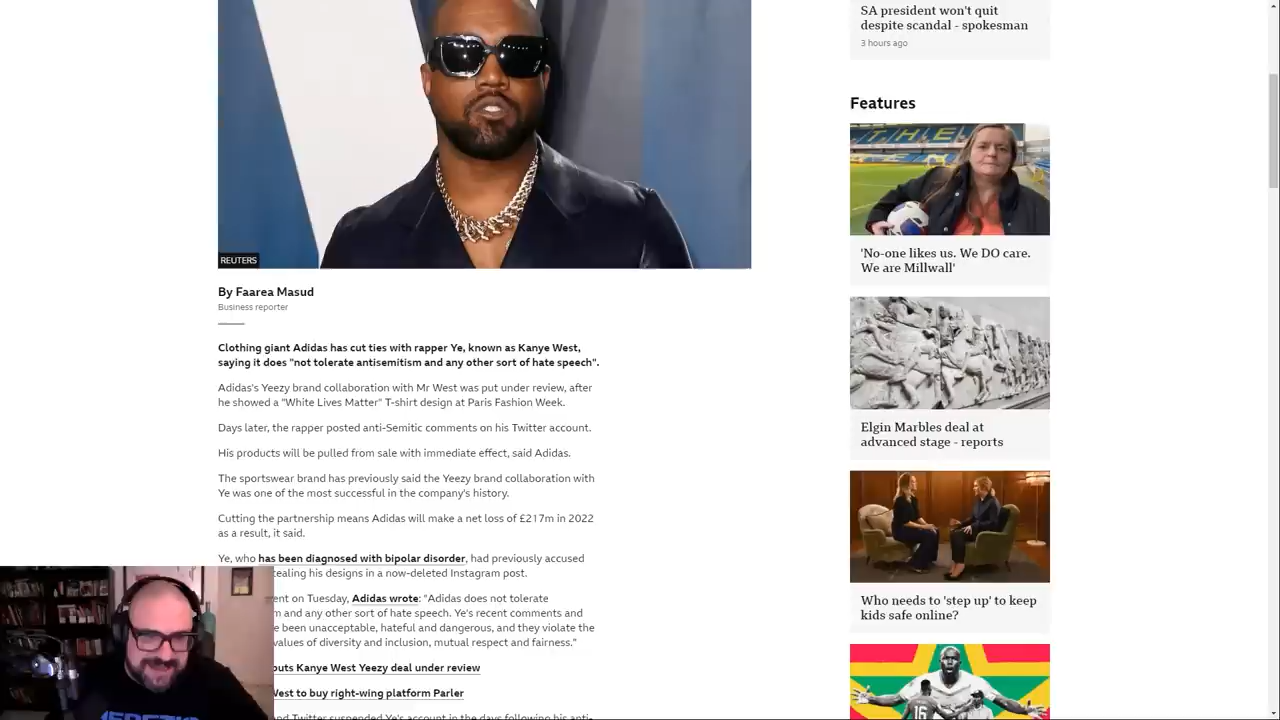 SA president won't quit
despite scandal - spokesman
3 hours ago
Features
THE
REUTERS
By Faarea Masud
Business reporter
'No-one likes us. We DO care.
We are Millwall'
Clothing giant Adidas has cut ties with rapper Ye, known as Kanye West,
saying it does "not tolerate antisemitism and any other sort of hate speech".
Adidas's Yeezy brand collaboration with Mr West was put under review, after
he showed a "White Lives Matter" T-shirt design at Paris Fashion Week.
Days later, the rapper posted anti-Semitic comments on his Twitter account.
His products will be pulled from sale with immediate effect, said Adidas.
The sportswear brand has previously said the Yeezy brand collaboration with
Ye was one of the most successful in the company's history.
Cutting the partnership means Adidas will make a net loss of £217m in 2022
as a result, it said.
Ye, who has been diagnosed with bipolar disorder, had previously accused
ealing his designs in a now-deleted Instagram post.
ent on Tuesday, Adidas wrote: "Adidas does not tolerate
m and any other sort of hate speech. Ye's recent comments and
e been unacceptable, hateful and dangerous, and they violate the
alues of diversity and inclusion, mutual respect and fairness."
outs Kanye West Yeezy deal under review
West to buy right-wing platform Parler
and Twitter suspended Ye's account in the days following his anti-
Elgin Marbles deal at
advanced stage - reports
Who needs to 'step up' to keep
kids safe online?
16
HERETIC